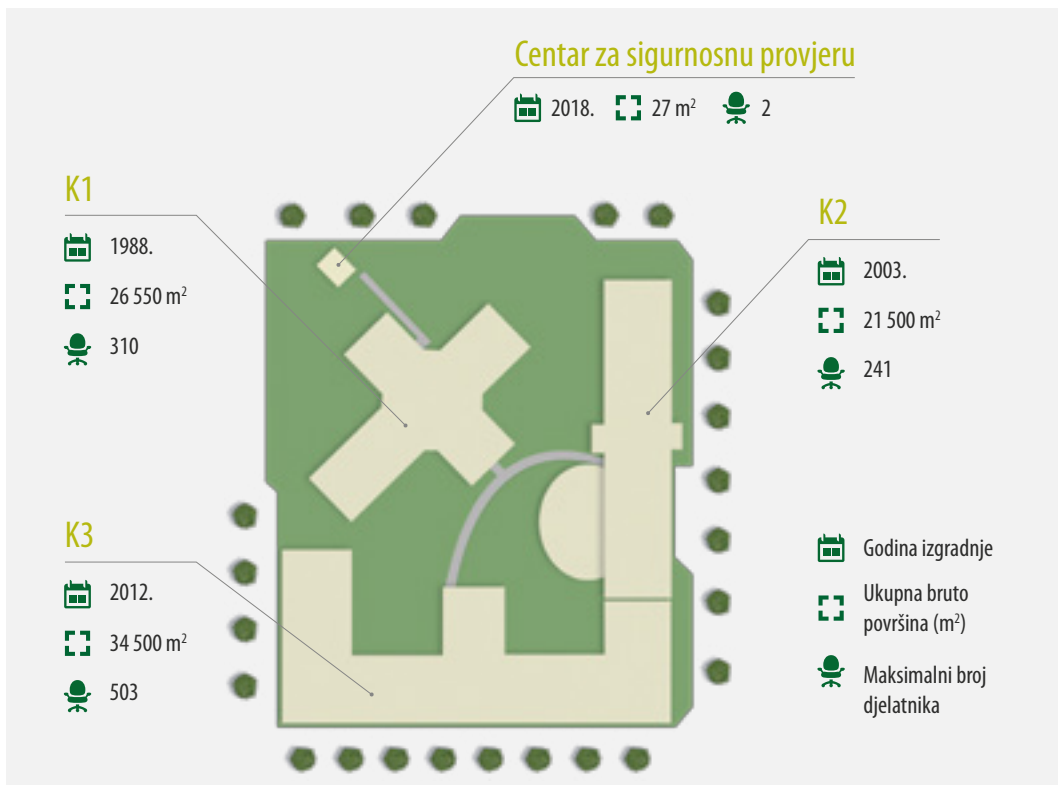 Centar za sigurnosnu provjeru
2018. 27 m² 2
K1
1988.
26 550 m²
310
K2
2003.
21 500 m²
241
K3
2012.
34 500 m²
503
Godina izgradnje
Ukupna bruto
površina (m²)
Maksimalni broj
djelatnika